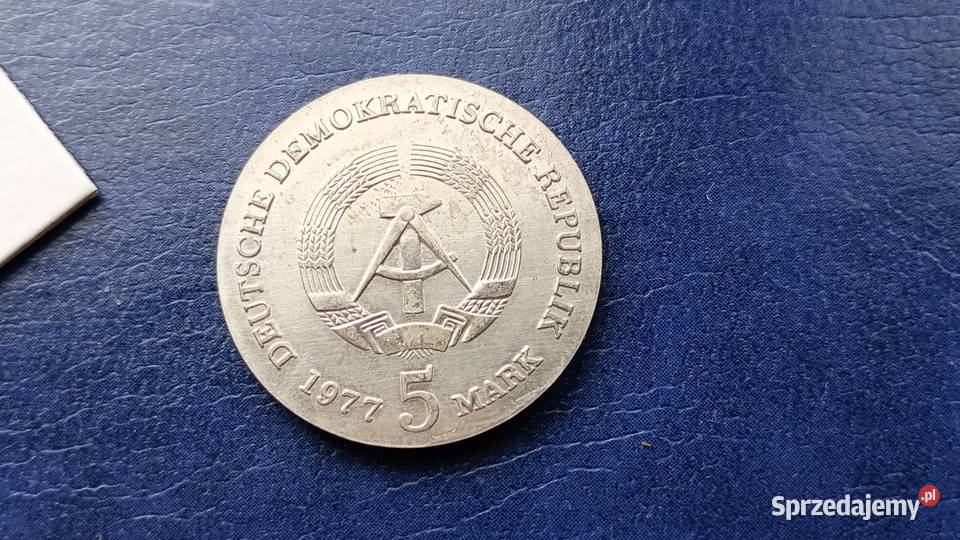 DEUTSCHE DEMOKRATISCHE REPUBLIK
1977 5 MARK
Sprzedajemy.pl